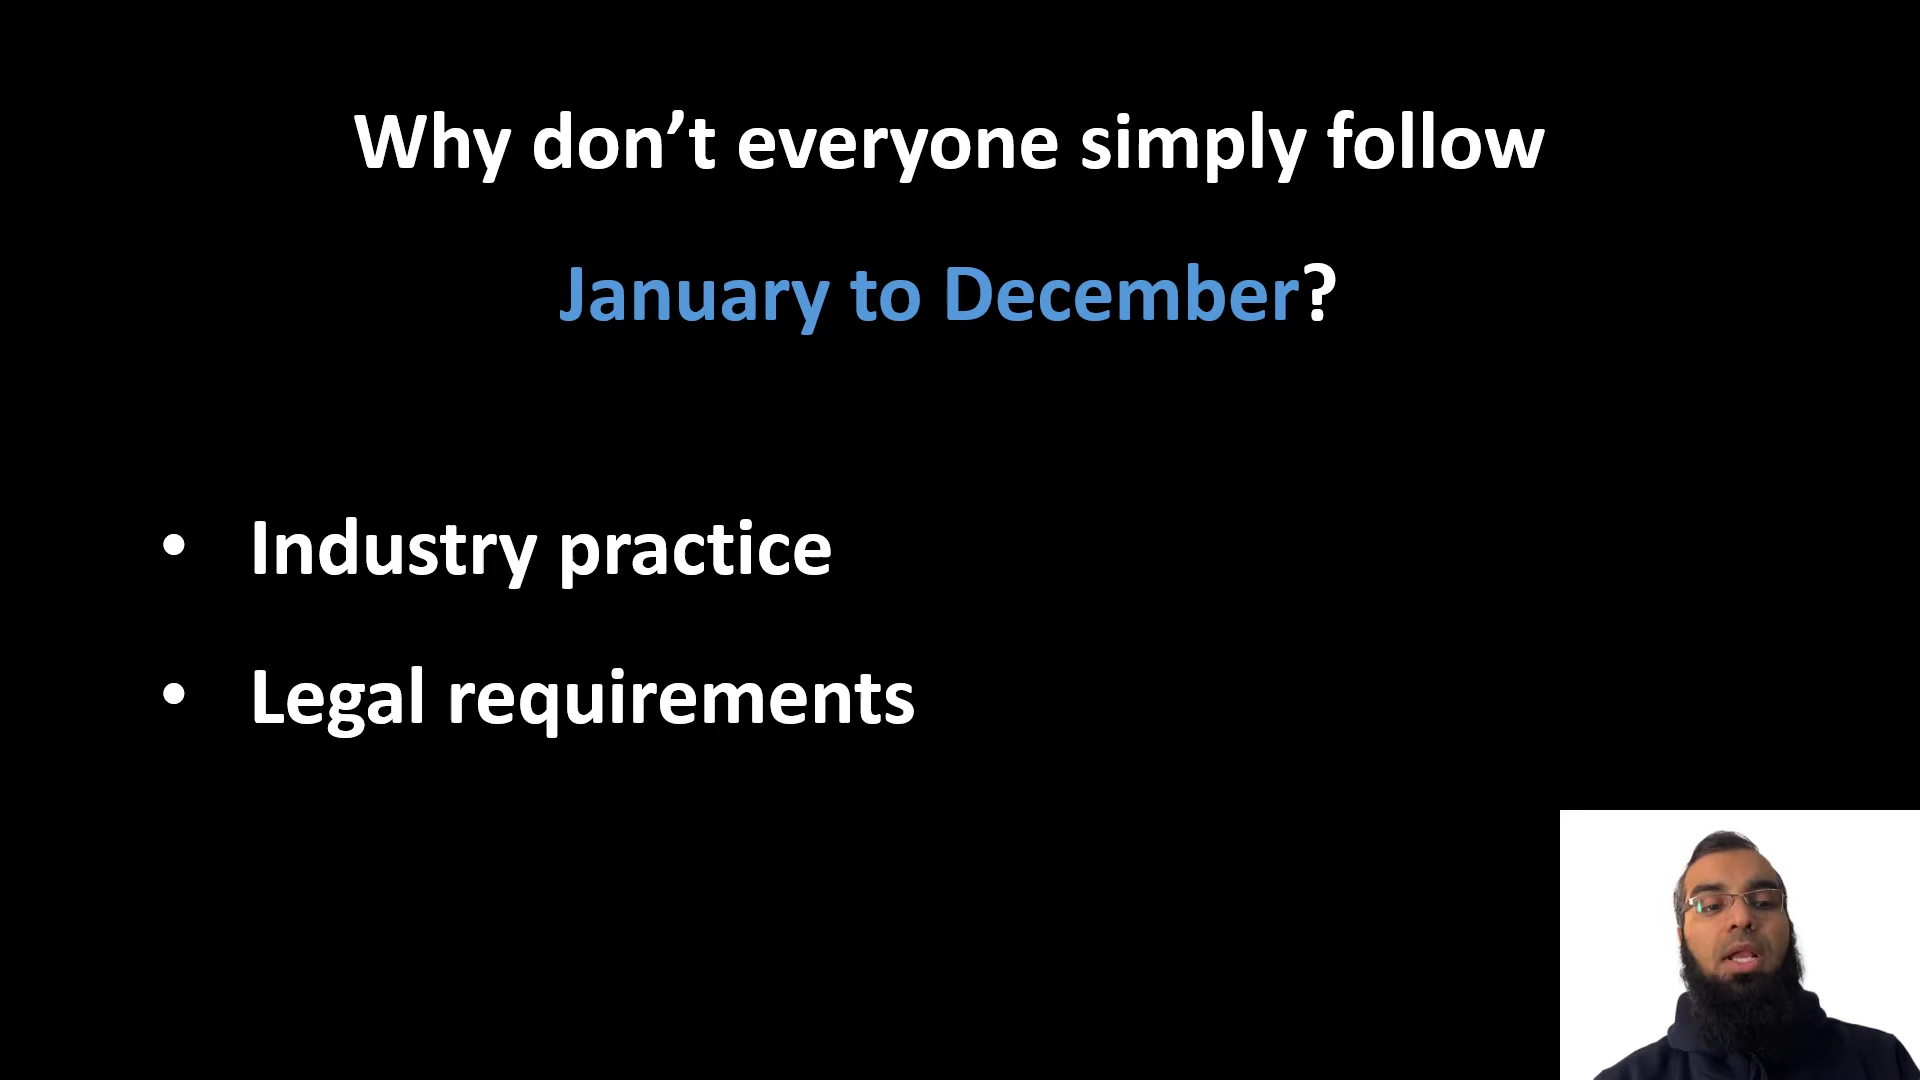 Why don’t everyone simply follow
January to December?
• Industry practice
• Legal requirements